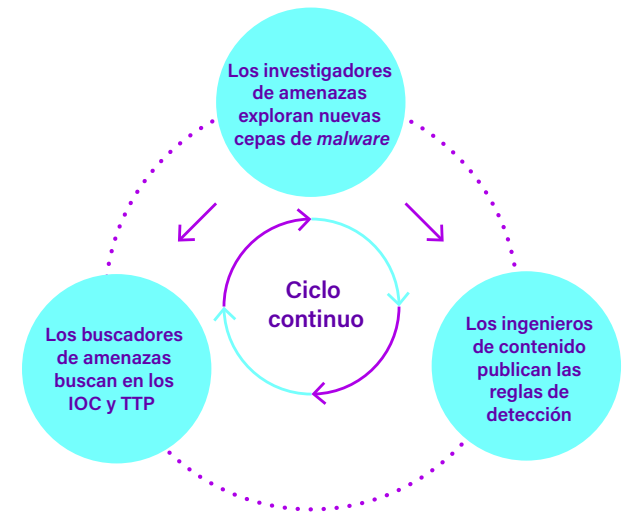 Los investigadores
de amenazas
exploran nuevas
cepas de malware
Ciclo
continuo
Los buscadores
de amenazas
buscan en los
IOC y TTP
Los ingenieros
de contenido
publican las
reglas de
detección